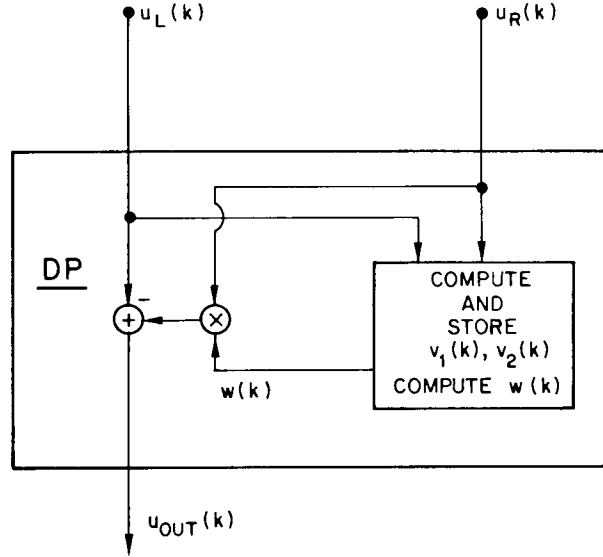 u_L(k)
u_R(k)
DP
−
+
×
COMPUTE
AND
STORE
v_1(k), v_2(k)
COMPUTE w(k)
w(k)
u_OUT(k)